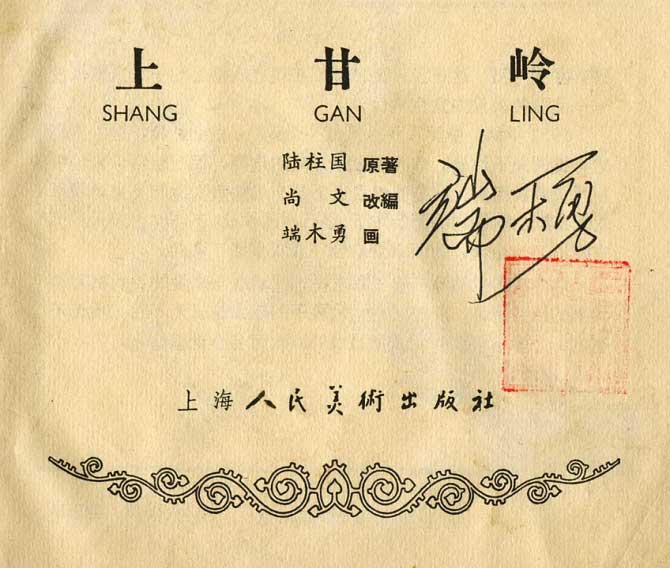 上 甘 岭
SHANG GAN LING
陆柱国 原著
尚 文 改編
端木勇 画
端木勇
上海人民美術出版社